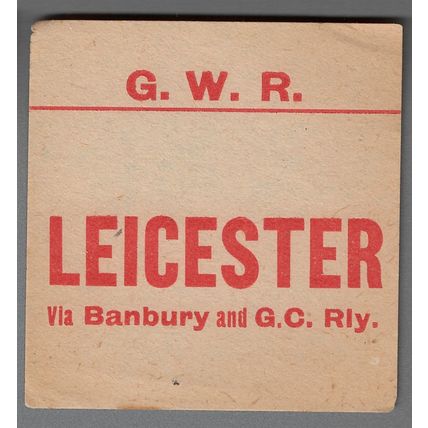 G. W. R.
LEICESTER
Via Banbury and G.C. Rly.